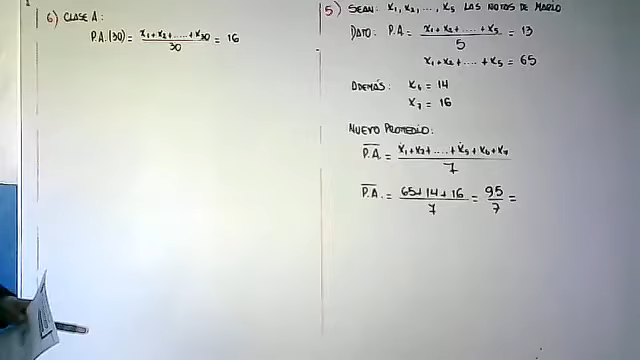 6) CLASE A:
P.A.(30) = x₁+x₂+.....+x₃₀ / 30 = 16
5) SEAN: x₁, x₂, ..., x₅ LAS NOTAS DE MARIO
DATO: P.A = x₁+x₂+....+x₅ / 5 = 13
x₁+x₂+....+x₅ = 65
ADEMÁS: x₆ = 14
x₇ = 16
NUEVO PROMEDIO:
P.A. = x₁+x₂+....+x₅+x₆+x₇ / 7
P.A. = 65+14+16 / 7 = 95 / 7 =